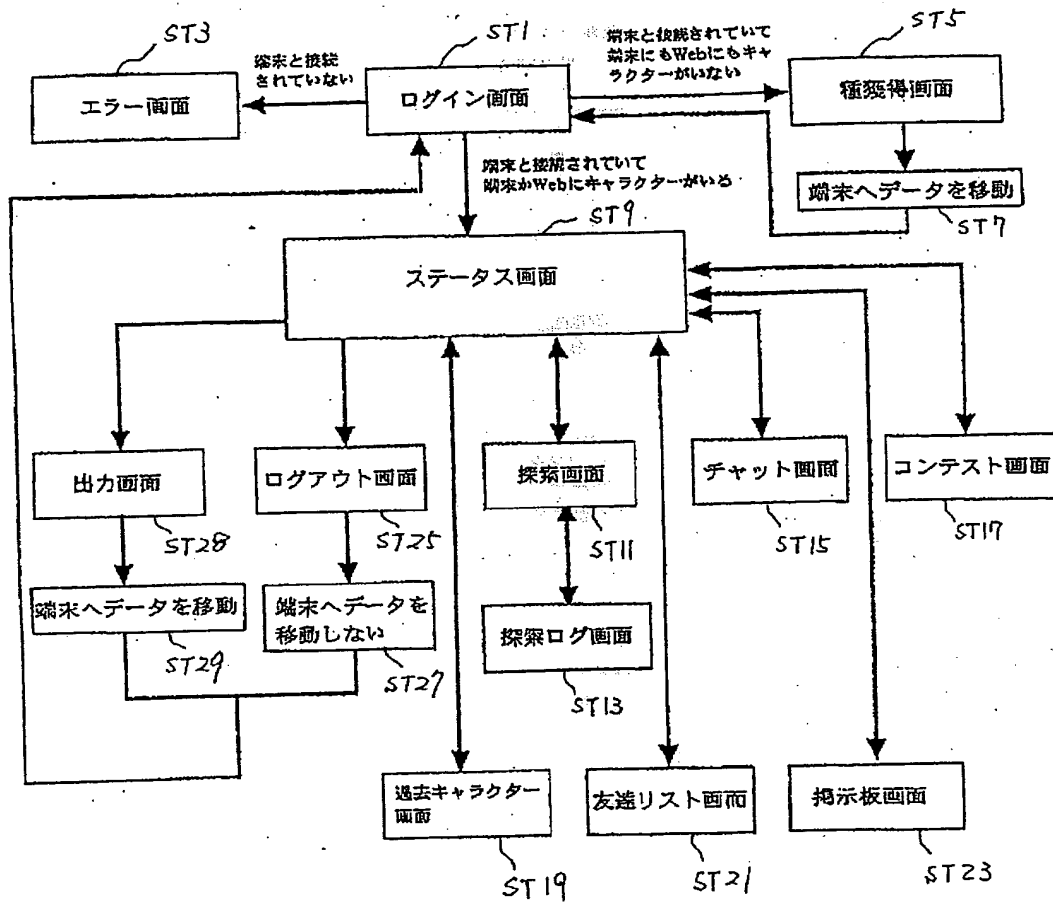 ST3
ST1
ST5
端末と接続
されていない
端末と接続されていて
端末にもWebにもキャ
ラクターがいない
エラー画面
ログイン画面
種獲得画面
端末と接続されていて
端末かWebにキャラクターがいる
端末へデータを移動
ST7
ST9
ステータス画面
出力画面
ログアウト画面
探索画面
チャット画面
コンテスト画面
ST28
ST25
ST11
ST15
ST17
端末へデータを移動
端末へデータを
移動しない
探索ログ画面
ST29
ST27
ST13
過去キャラクター
画面
友達リスト画面
掲示板画面
ST19
ST21
ST23